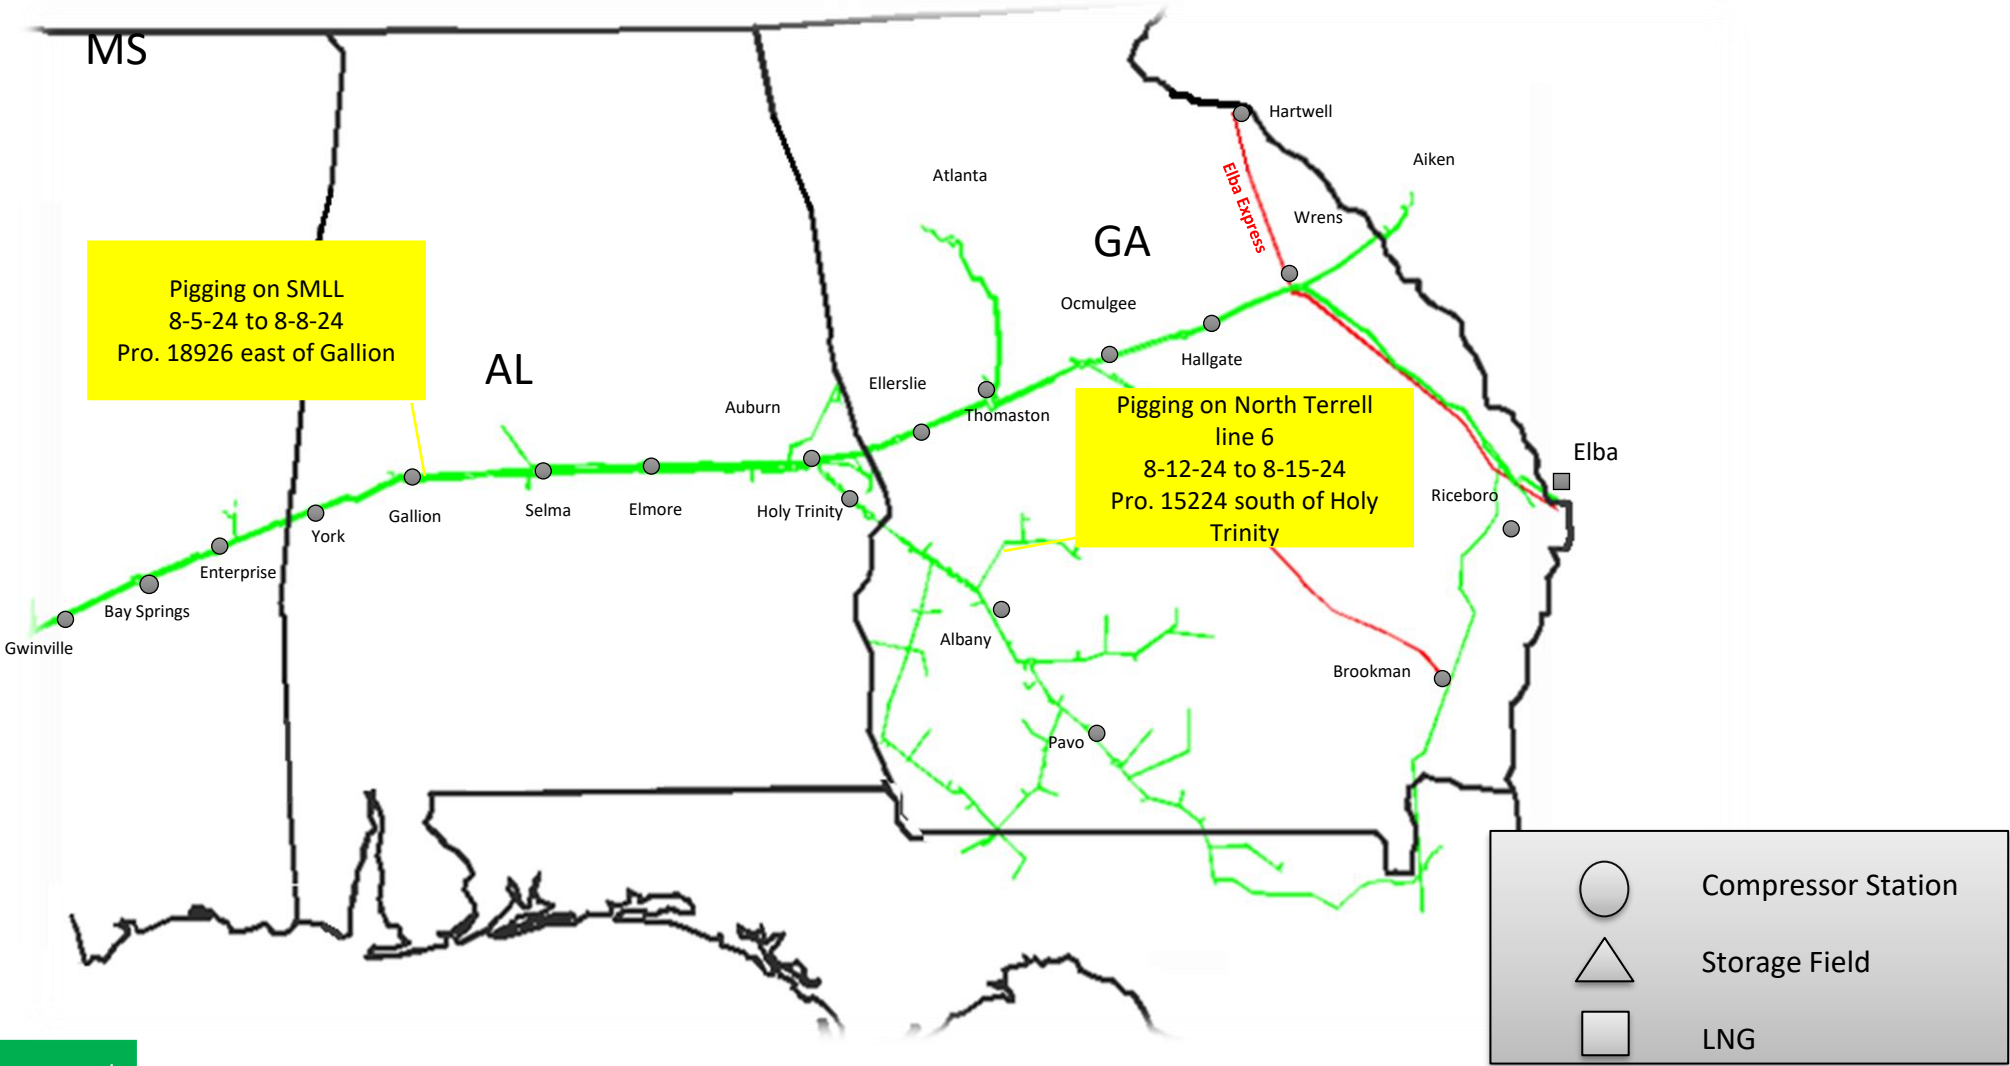 MS
Hartwell
Aiken
Atlanta
Elba Express
Wrens
GA
Pigging on SMLL
8-5-24 to 8-8-24
Pro. 18926 east of Gallion
Ocmulgee
Hallgate
AL
Ellerslie
Auburn
Thomaston
Pigging on North Terrell
line 6
8-12-24 to 8-15-24
Pro. 15224 south of Holy
Trinity
Elba
Riceboro
Gallion
Selma
Elmore
Holy Trinity
York
Enterprise
Bay Springs
Gwinville
Albany
Brookman
Pavo
Compressor Station
Storage Field
LNG